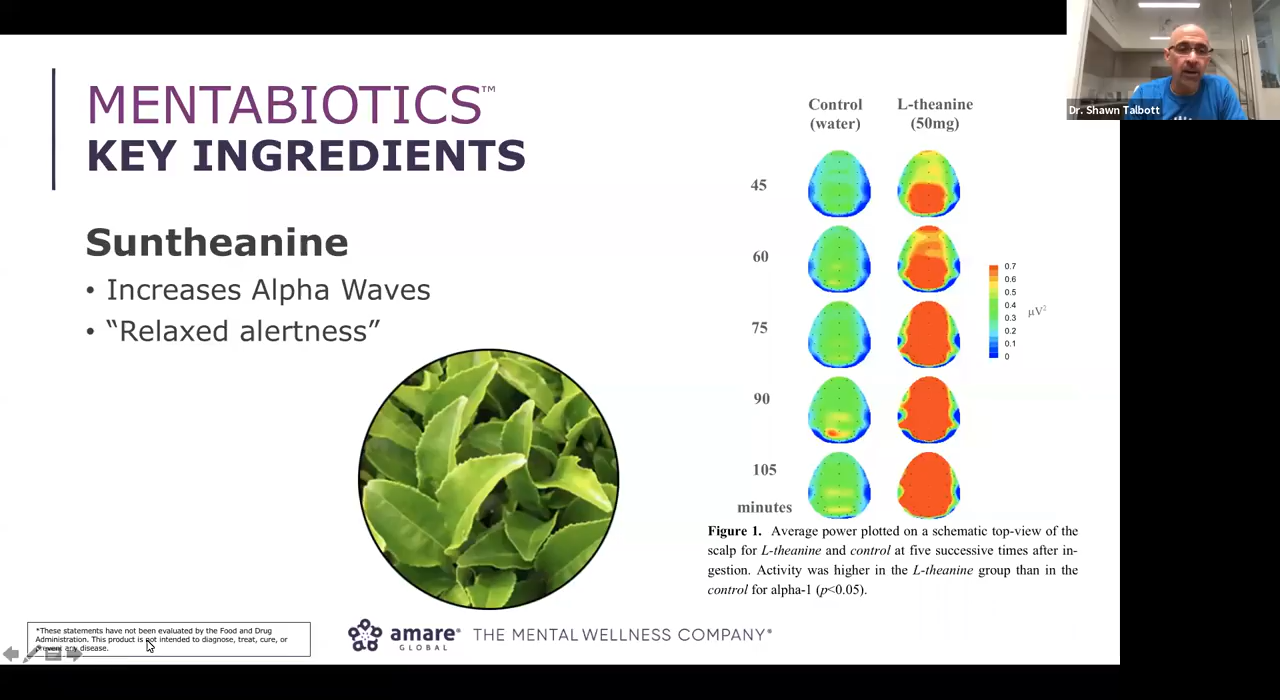 MENTABIOTICS™
KEY INGREDIENTS
Suntheanine
• Increases Alpha Waves
• “Relaxed alertness”
Control
(water)
L-theanine
(50mg)
45
60
75
90
105
minutes
0.7
0.6
0.5
0.4
0.3
0.2
0.1
0
µV²
Figure 1. Average power plotted on a schematic top-view of the
scalp for L-theanine and control at five successive times after in-
gestion. Activity was higher in the L-theanine group than in the
control for alpha-1 (p<0.05).
*These statements have not been evaluated by the Food and Drug
Administration. This product is not intended to diagnose, treat, cure, or
prevent any disease.
amare®
GLOBAL
THE MENTAL WELLNESS COMPANY®
Dr. Shawn Talbott